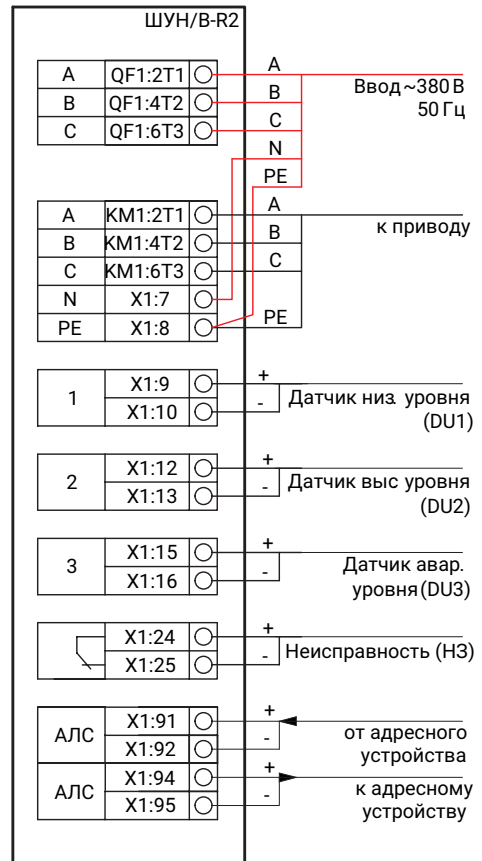 ШУН/В-R2
A QF1:2T1 A
B QF1:4T2 B
C QF1:6T3 C
N
PE
Ввод ~380 В
50 Гц
A KM1:2T1 A
B KM1:4T2 B
C KM1:6T3 C
N X1:7
PE X1:8 PE
к приводу
1 X1:9 +
X1:10 -
Датчик низ. уровня
(DU1)
2 X1:12 +
X1:13 -
Датчик выс уровня
(DU2)
3 X1:15 +
X1:16 -
Датчик авар.
уровня (DU3)
X1:24 +
X1:25 -
Неисправность (НЗ)
АЛС X1:91 +
X1:92 -
от адресного
устройства
АЛС X1:94 +
X1:95 -
к адресному
устройству